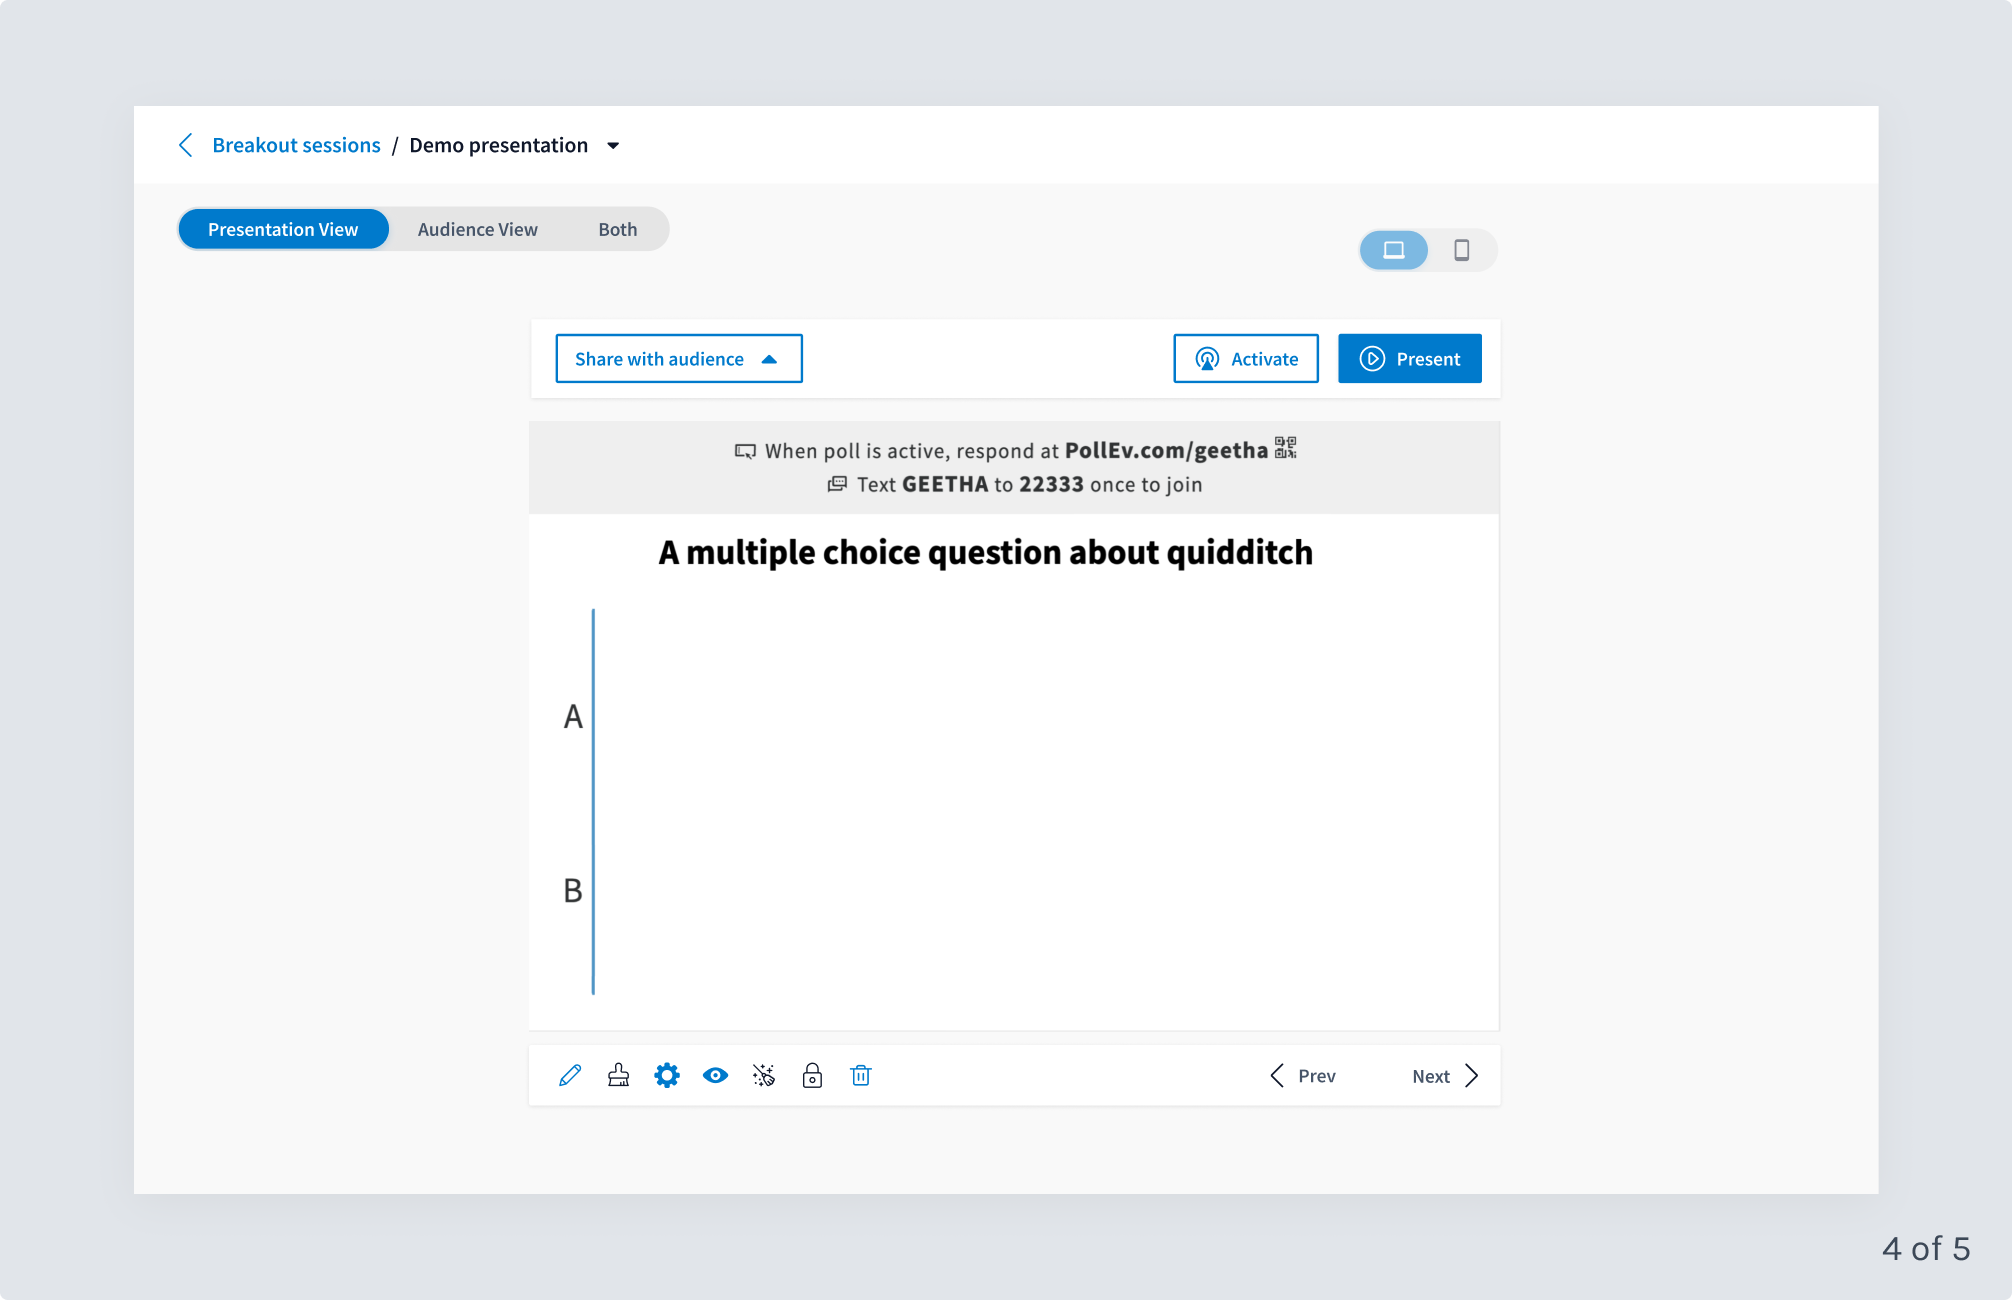 Breakout sessions / Demo presentation
Presentation View Audience View Both
Share with audience Activate Present
When poll is active, respond at PollEv.com/geetha
Text GEETHA to 22333 once to join
A multiple choice question about quidditch
A
B
Prev Next
4 of 5